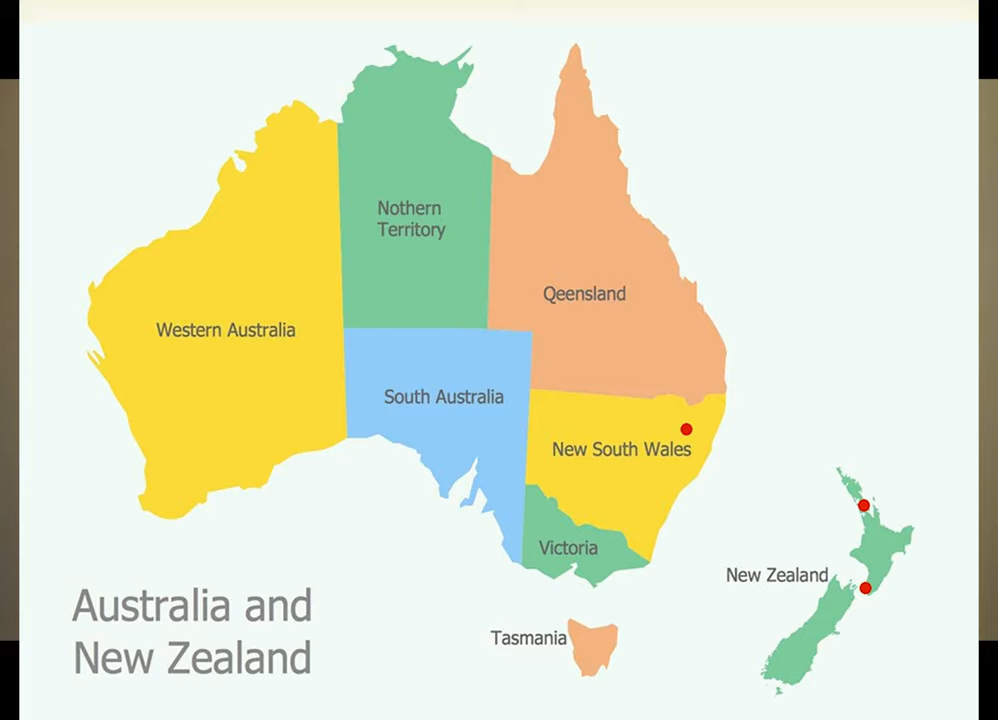 Nothern
Territory
Qeensland
Western Australia
South Australia
New South Wales
Victoria
New Zealand
Tasmania
Australia and
New Zealand